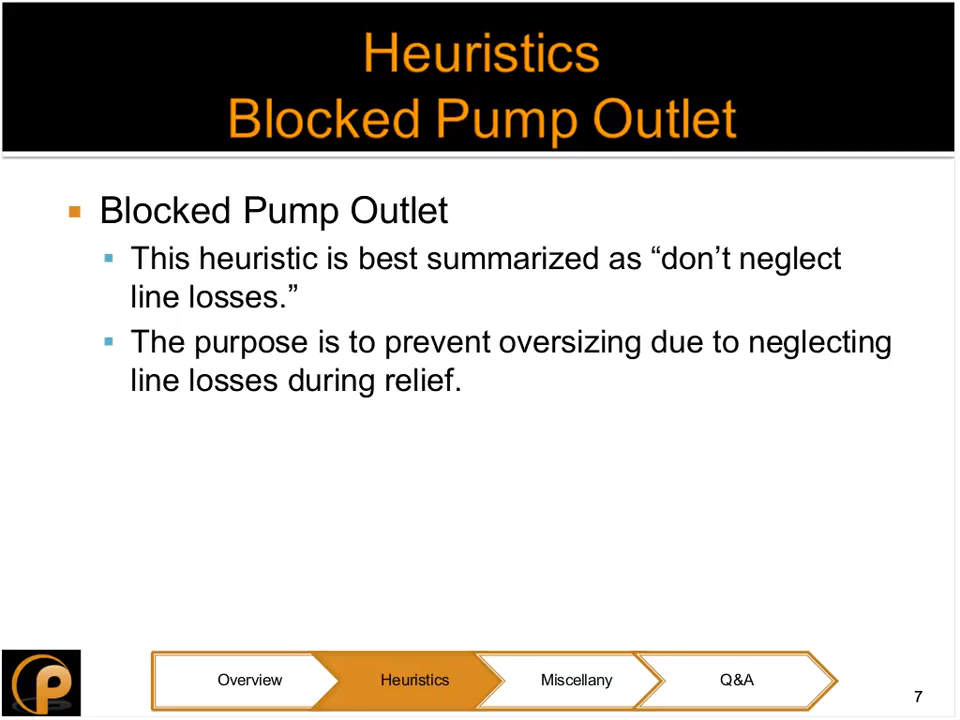 Heuristics
Blocked Pump Outlet
Blocked Pump Outlet
This heuristic is best summarized as “don’t neglect
line losses.”
The purpose is to prevent oversizing due to neglecting
line losses during relief.
Overview
Heuristics
Miscellany
Q&A
7